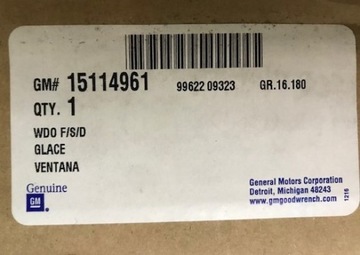 GM# 15114961 99622 09323 GR.16.180
QTY. 1
WDO F/S/D
GLACE
VENTANA
Genuine
GM
General Motors Corporation
Detroit, Michigan 48243
www.gmgoodwrench.com
1216